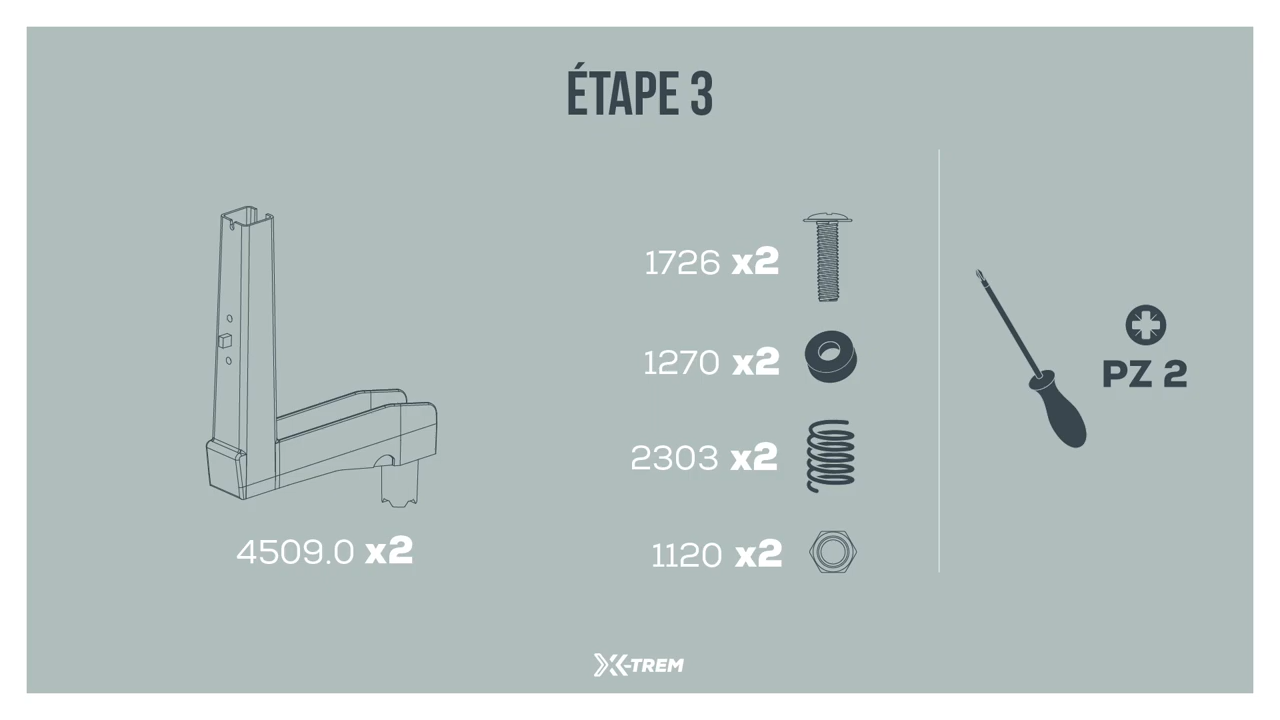 ÉTAPE 3
4509.0 x2
1726 x2
1270 x2
2303 x2
1120 x2
PZ 2
X-TREM